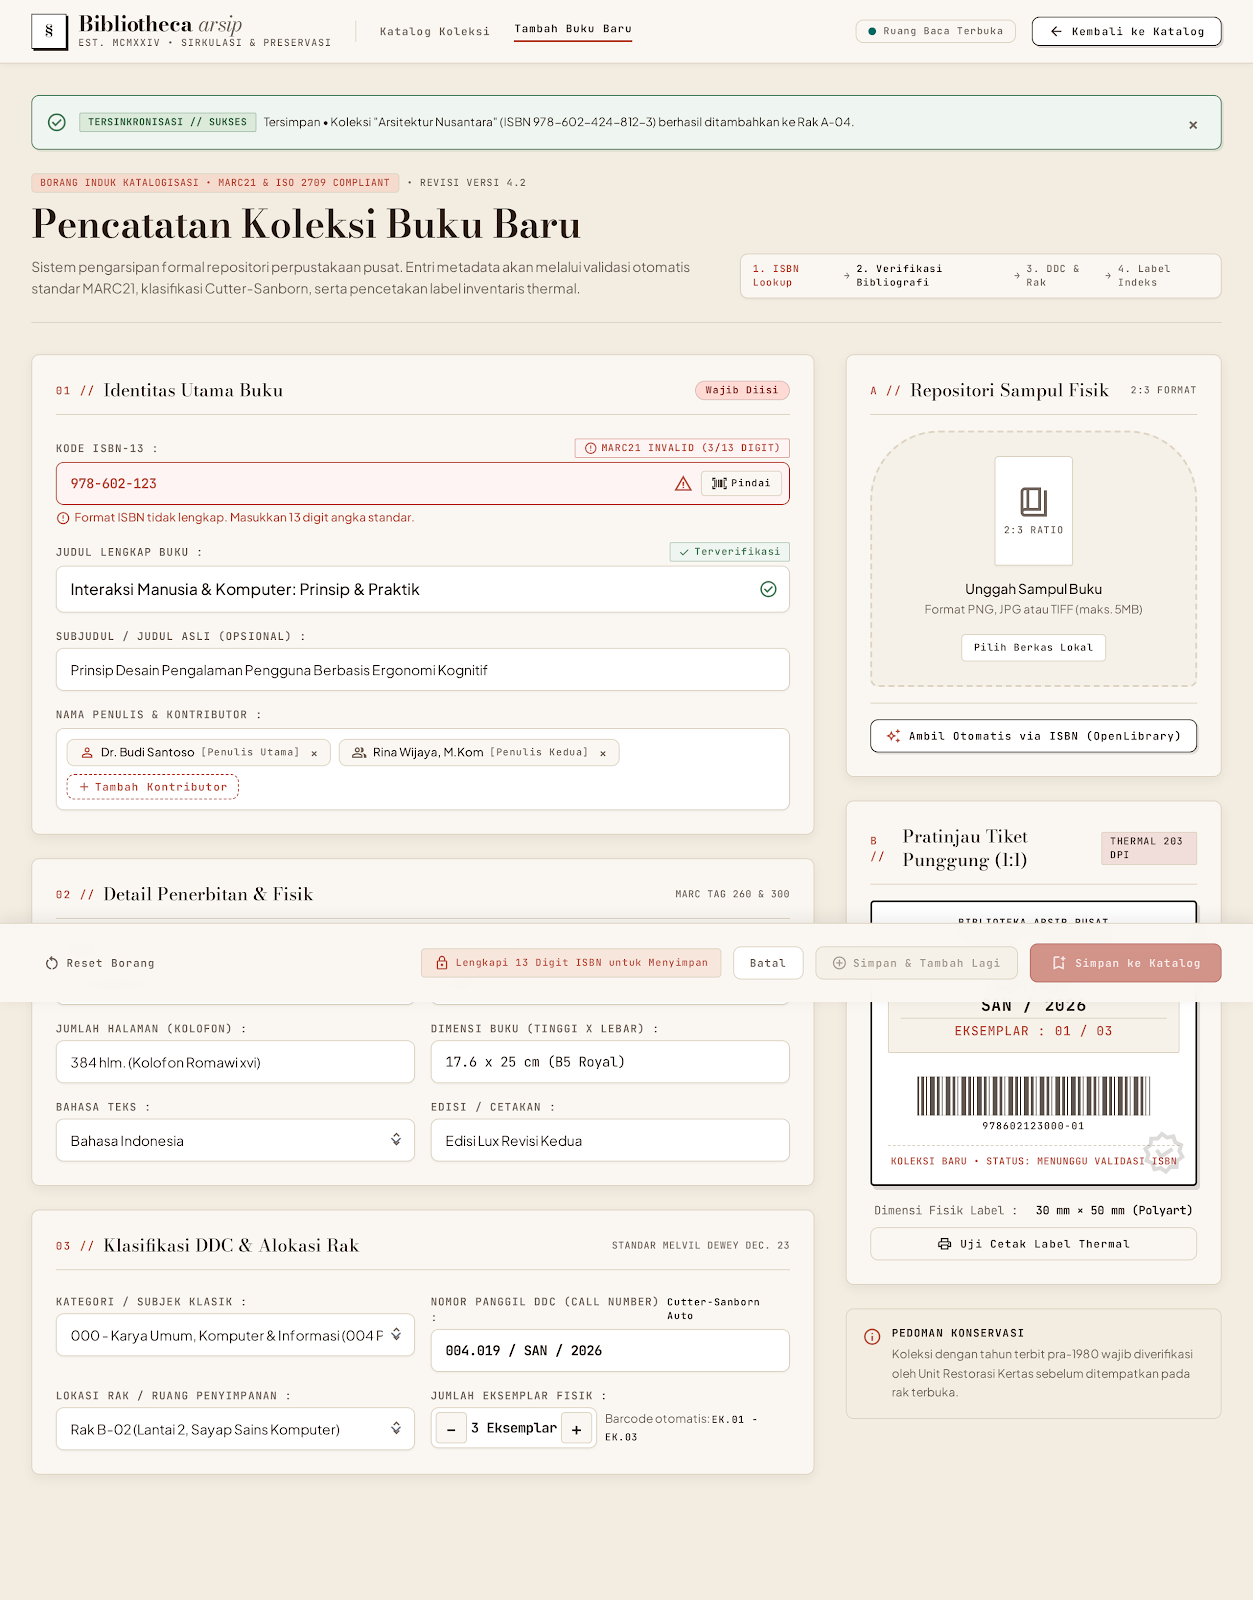 §
Bibliotheca arsip
EST. MCMXXIV • SIRKULASI & PRESERVASI
Katalog Koleksi
Tambah Buku Baru
Ruang Baca Terbuka
← Kembali ke Katalog
TERSINKRONISASI // SUKSES
Tersimpan • Koleksi "Arsitektur Nusantara" (ISBN 978-602-424-812-3) berhasil ditambahkan ke Rak A-04.
×
BORANG INDUK KATALOGISASI • MARC21 & ISO 2709 COMPLIANT
• REVISI VERSI 4.2
Pencatatan Koleksi Buku Baru
Sistem pengarsipan formal repositori perpustakaan pusat. Entri metadata akan melalui validasi otomatis
standar MARC21, klasifikasi Cutter-Sanborn, serta pencetakan label inventaris thermal.
1. ISBN
Lookup
→
2. Verifikasi
Bibliografi
→
3. DDC &
Rak
→
4. Label
Indeks
01 // Identitas Utama Buku
Wajib Diisi
KODE ISBN-13 :
MARC21 INVALID (3/13 DIGIT)
978-602-123
Pindai
Format ISBN tidak lengkap. Masukkan 13 digit angka standar.
JUDUL LENGKAP BUKU :
✓ Terverifikasi
Interaksi Manusia & Komputer: Prinsip & Praktik
SUBJUDUL / JUDUL ASLI (OPSIONAL) :
Prinsip Desain Pengalaman Pengguna Berbasis Ergonomi Kognitif
NAMA PENULIS & KONTRIBUTOR :
Dr. Budi Santoso [Penulis Utama] ×
Rina Wijaya, M.Kom [Penulis Kedua] ×
+ Tambah Kontributor
A // Repositori Sampul Fisik
2:3 FORMAT
2:3 RATIO
Unggah Sampul Buku
Format PNG, JPG atau TIFF (maks. 5MB)
Pilih Berkas Lokal
Ambil Otomatis via ISBN (OpenLibrary)
B
//
Pratinjau Tiket
Punggung (1:1)
THERMAL 203
DPI
02 // Detail Penerbitan & Fisik
MARC TAG 260 & 300
BIBLIOTEKA ARSIP PUSAT
Reset Borang
Lengkapi 13 Digit ISBN untuk Menyimpan
Batal
Simpan & Tambah Lagi
Simpan ke Katalog
SAN / 2026
EKSEMPLAR : 01 / 03
978602123000-01
KOLEKSI BARU • STATUS: MENUNGGU VALIDASI ISBN
Dimensi Fisik Label :
30 mm × 50 mm (Polyart)
Uji Cetak Label Thermal
JUMLAH HALAMAN (KOLOFON) :
384 hlm. (Kolofon Romawi xvi)
DIMENSI BUKU (TINGGI X LEBAR) :
17.6 x 25 cm (B5 Royal)
BAHASA TEKS :
Bahasa Indonesia
EDISI / CETAKAN :
Edisi Lux Revisi Kedua
03 // Klasifikasi DDC & Alokasi Rak
STANDAR MELVIL DEWEY DEC. 23
KATEGORI / SUBJEK KLASIK :
000 - Karya Umum, Komputer & Informasi (004 P
NOMOR PANGGIL DDC (CALL NUMBER)
:
Cutter-Sanborn
Auto
004.019 / SAN / 2026
LOKASI RAK / RUANG PENYIMPANAN :
Rak B-02 (Lantai 2, Sayap Sains Komputer)
JUMLAH EKSEMPLAR FISIK :
− 3 Eksemplar +
Barcode otomatis: EK.01 -
EK.03
PEDOMAN KONSERVASI
Koleksi dengan tahun terbit pra-1980 wajib diverifikasi
oleh Unit Restorasi Kertas sebelum ditempatkan pada
rak terbuka.